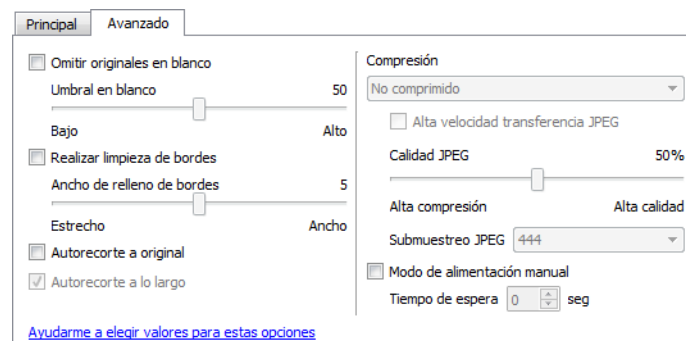 Principal Avanzado
Omitir originales en blanco
Umbral en blanco 50
Bajo Alto
Realizar limpieza de bordes
Ancho de relleno de bordes 5
Estrecho Ancho
Autorecorte a original
Autorecorte a lo largo
Ayudarme a elegir valores para estas opciones
Compresión
No comprimido
Alta velocidad transferencia JPEG
Calidad JPEG 50%
Alta compresión Alta calidad
Submuestreo JPEG 444
Modo de alimentación manual
Tiempo de espera 0 seg